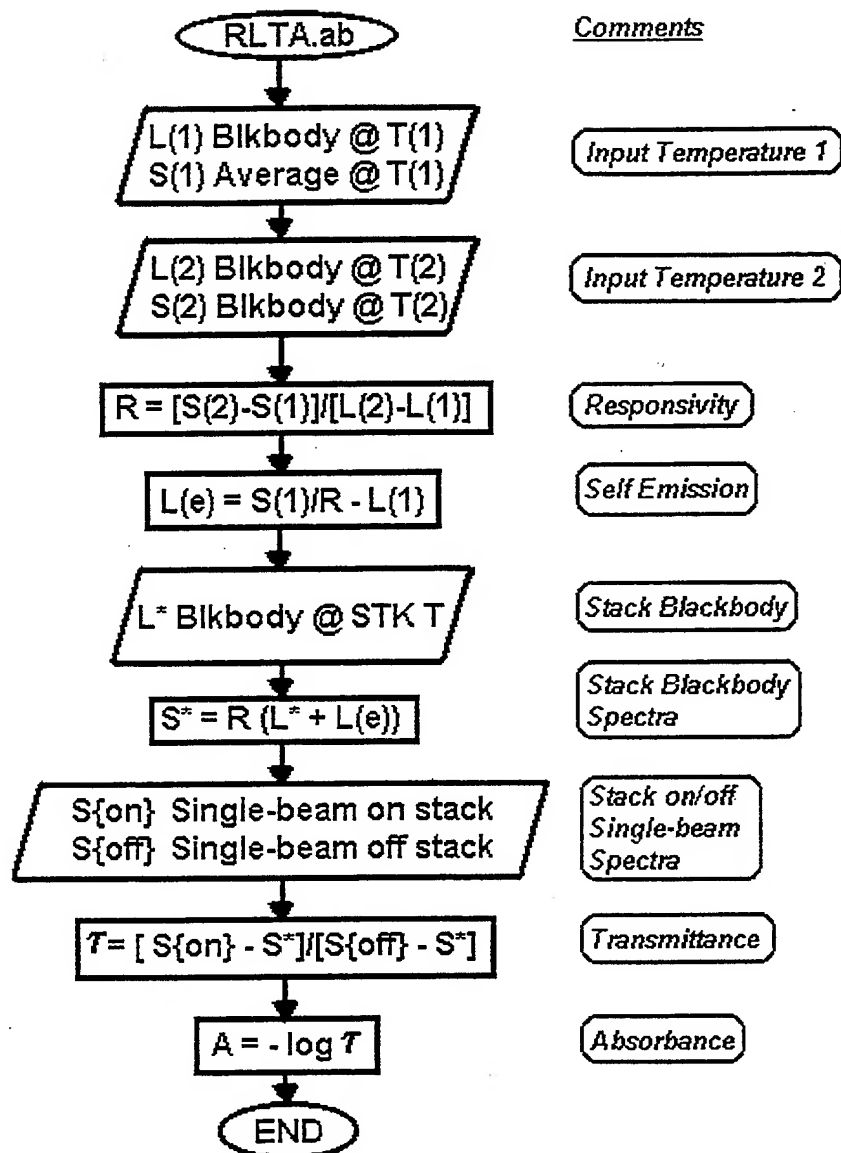 RLTA.ab
Comments
L(1) Blkbody @ T(1)
S(1) Average @ T(1)
Input Temperature 1
L(2) Blkbody @ T(2)
S(2) Blkbody @ T(2)
Input Temperature 2
R = [S(2)-S(1)]/[L(2)-L(1)]
Responsivity
L(e) = S(1)/R - L(1)
Self Emission
L* Blkbody @ STK T
Stack Blackbody
S* = R (L* + L(e))
Stack Blackbody
Spectra
S{on} Single-beam on stack
S{off} Single-beam off stack
Stack on/off
Single-beam
Spectra
τ = [ S{on} - S*]/[S{off} - S*]
Transmittance
A = - log τ
Absorbance
END